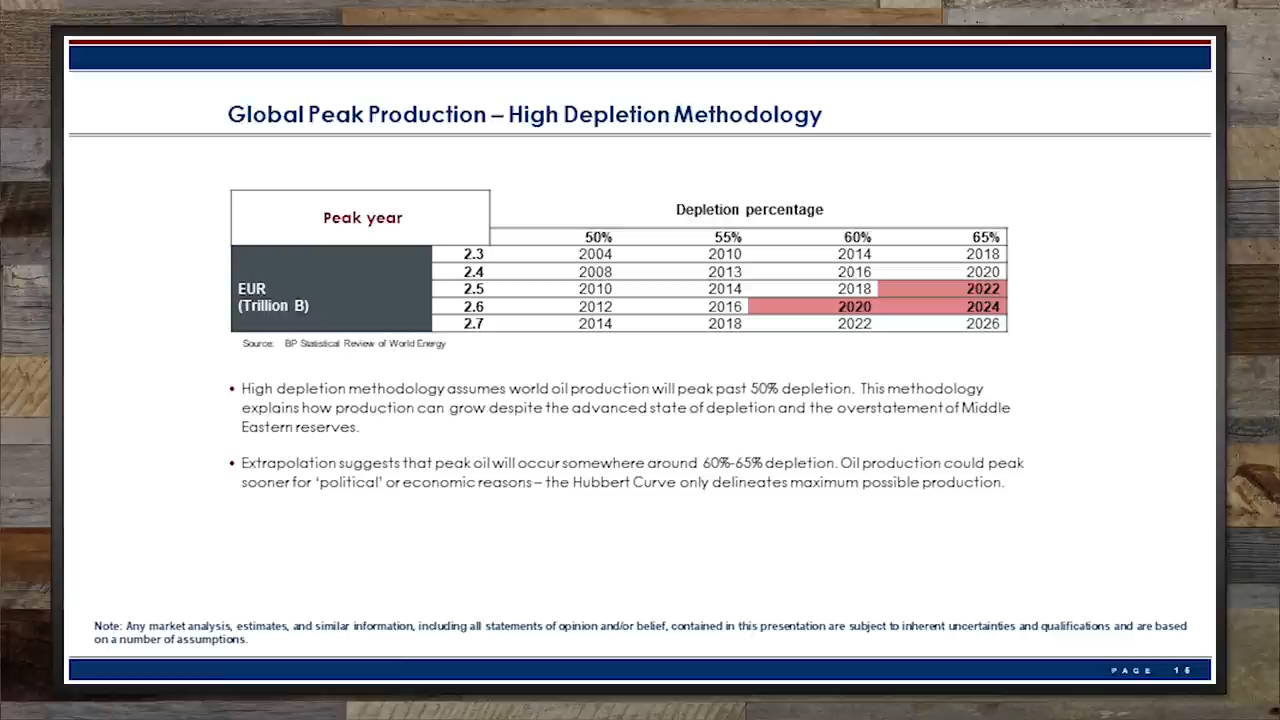 Global Peak Production – High Depletion Methodology
Peak year
Depletion percentage
50% 55% 60% 65%
2.3 2004 2010 2014 2018
2.4 2008 2013 2016 2020
EUR 2.5 2010 2014 2018 2022
(Trillion B) 2.6 2012 2016 2020 2024
2.7 2014 2018 2022 2026
Source: BP Statistical Review of World Energy
• High depletion methodology assumes world oil production will peak past 50% depletion. This methodology
explains how production can grow despite the advanced state of depletion and the overstatement of Middle
Eastern reserves.
• Extrapolation suggests that peak oil will occur somewhere around 60%-65% depletion. Oil production could peak
sooner for ‘political’ or economic reasons – the Hubbert Curve only delineates maximum possible production.
Note: Any market analysis, estimates, and similar information, including all statements of opinion and/or belief, contained in this presentation are subject to inherent uncertainties and qualifications and are based
on a number of assumptions.
PAGE 15